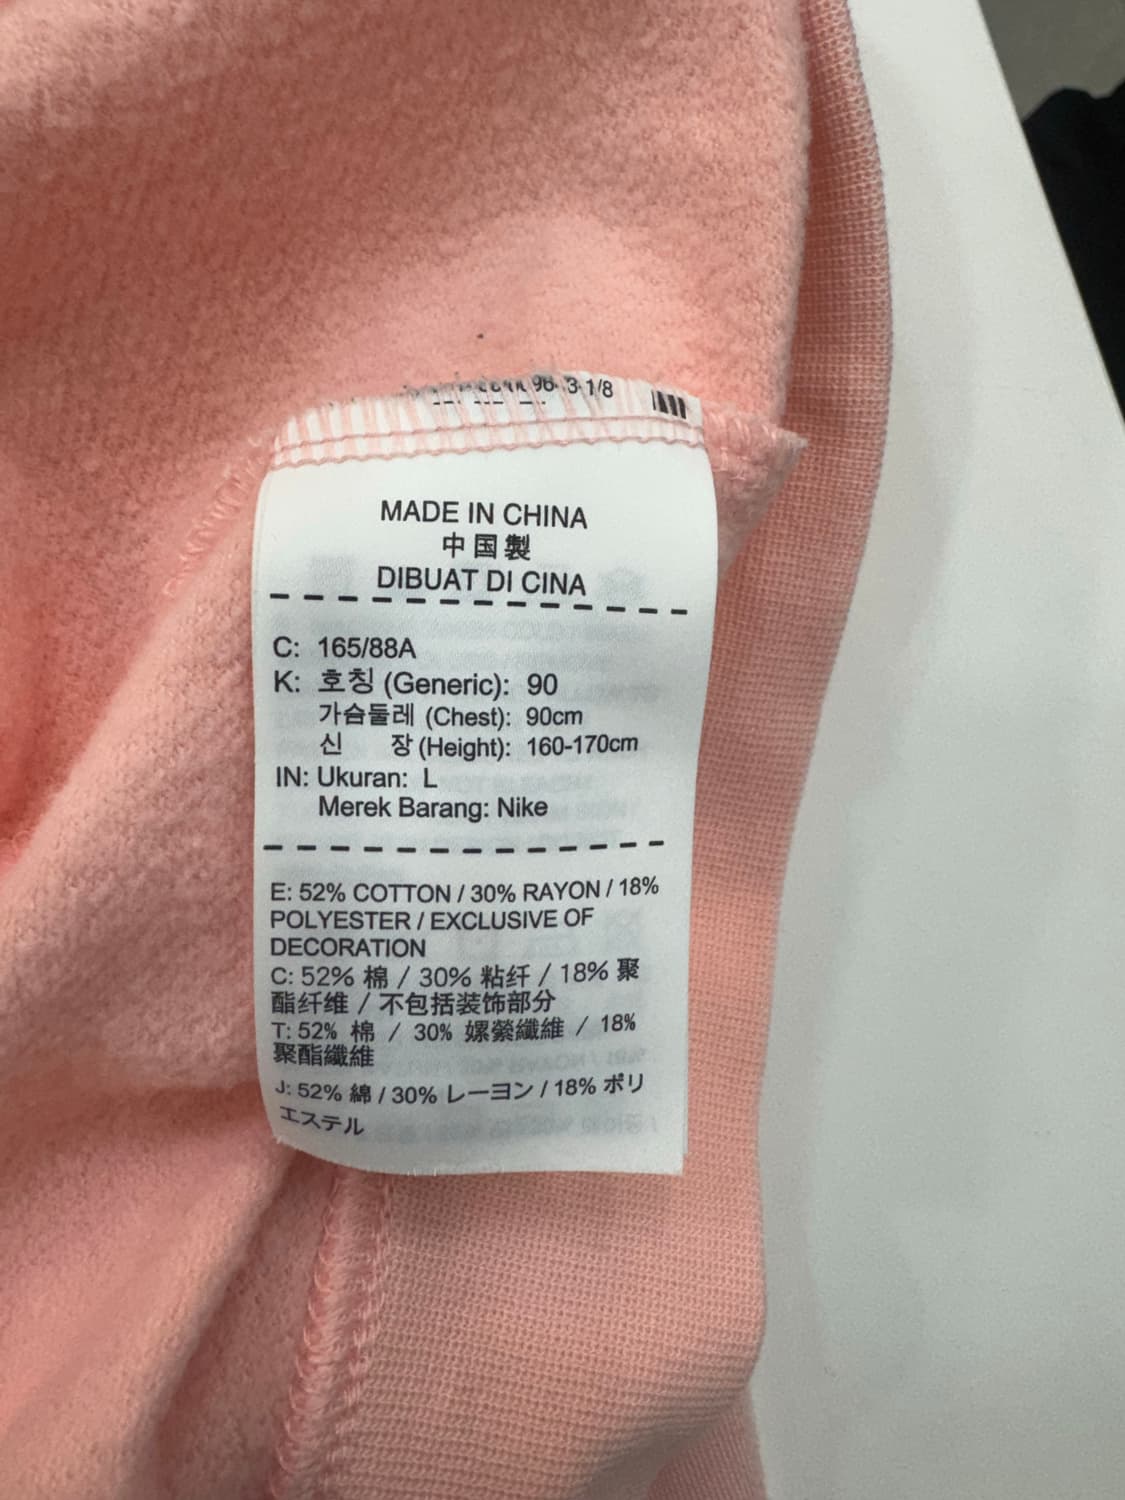 96 3-1/8
MADE IN CHINA
中国製
DIBUAT DI CINA
C: 165/88A
K: 호칭 (Generic): 90
가슴둘레 (Chest): 90cm
신 장 (Height): 160-170cm
IN: Ukuran: L
Merek Barang: Nike
E: 52% COTTON / 30% RAYON / 18%
POLYESTER / EXCLUSIVE OF
DECORATION
C: 52% 棉 / 30% 粘纤 / 18% 聚
酯纤维 / 不包括装饰部分
T: 52% 棉 / 30% 嫘縈纖維 / 18%
聚酯纖維
J: 52% 綿 / 30% レーヨン / 18% ポリ
エステル